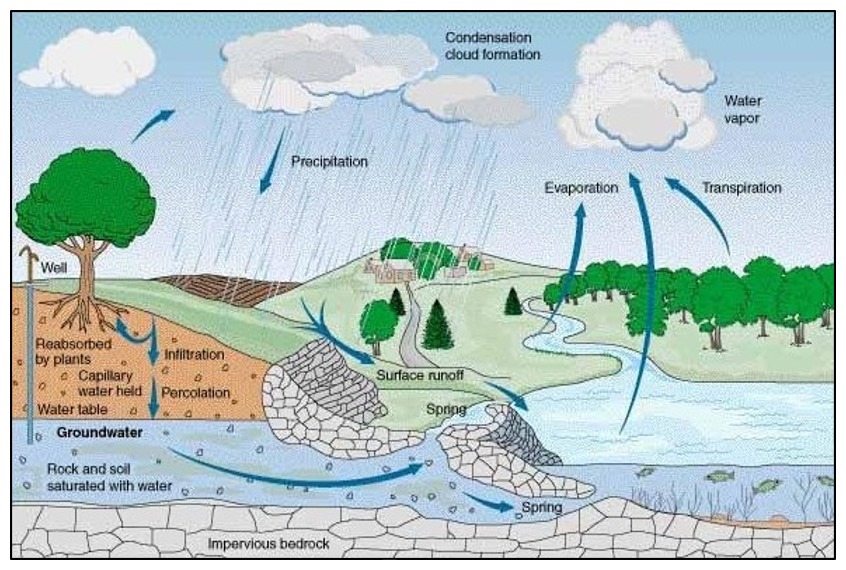 Condensation
cloud formation
Water
vapor
Precipitation
Evaporation
Transpiration
Well
Reabsorbed
by plants
Infiltration
Capillary
water held
Percolation
Surface runoff
Water table
Spring
Groundwater
Rock and soil
saturated with water
Spring
Impervious bedrock